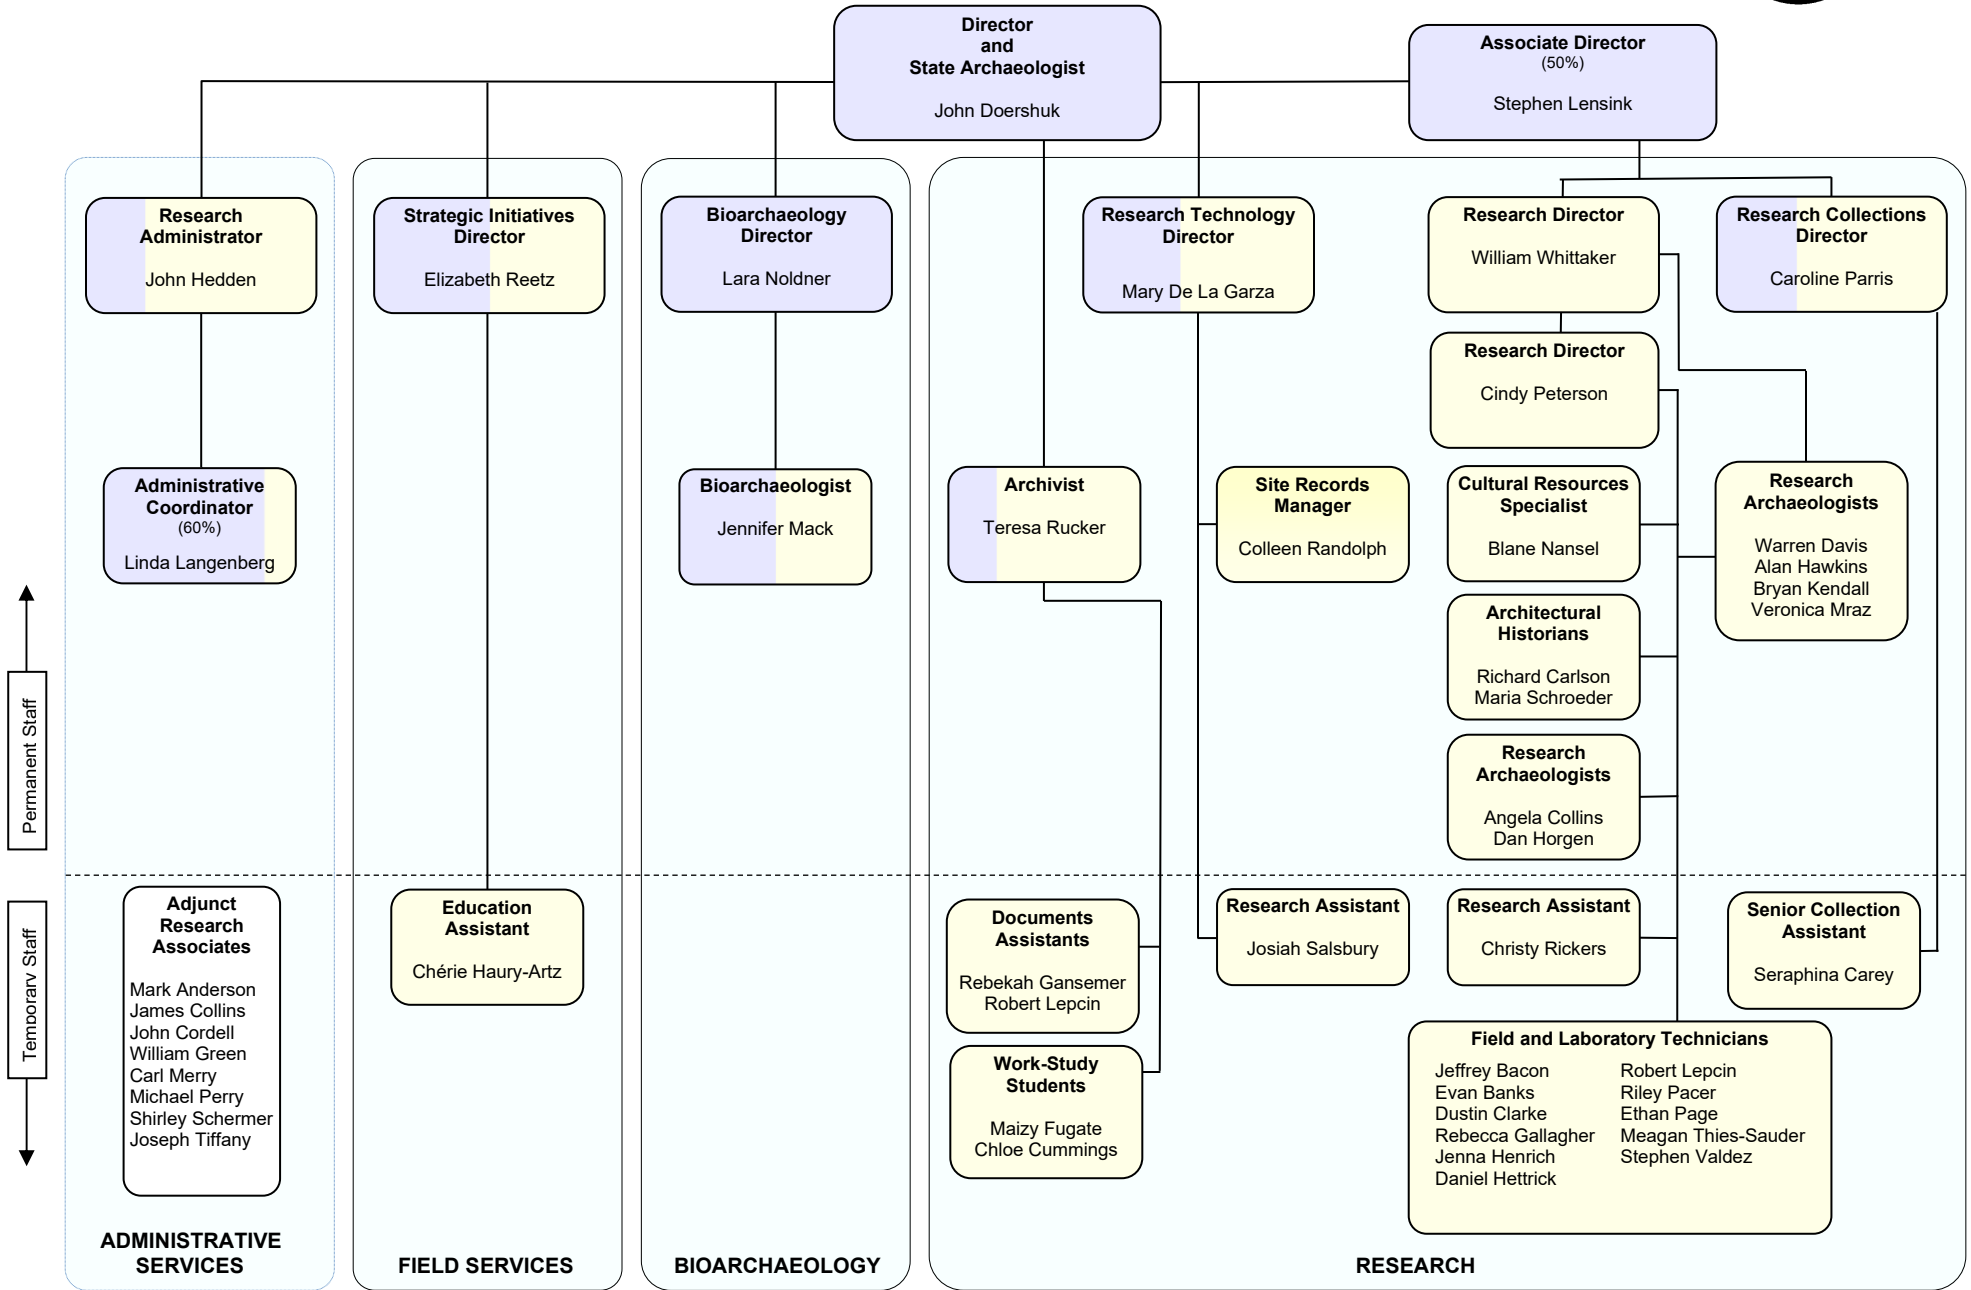 Director
and
State Archaeologist
John Doershuk
Associate Director
(50%)
Stephen Lensink
Research
Administrator
John Hedden
Strategic Initiatives
Director
Elizabeth Reetz
Bioarchaeology
Director
Lara Noldner
Research Technology
Director
Mary De La Garza
Research Director
William Whittaker
Research Collections
Director
Caroline Parris
Research Director
Cindy Peterson
Administrative
Coordinator
(60%)
Linda Langenberg
Bioarchaeologist
Jennifer Mack
Archivist
Teresa Rucker
Site Records
Manager
Colleen Randolph
Cultural Resources
Specialist
Blane Nansel
Research
Archaeologists
Warren Davis
Alan Hawkins
Bryan Kendall
Veronica Mraz
Architectural
Historians
Richard Carlson
Maria Schroeder
Research
Archaeologists
Angela Collins
Dan Horgen
Permanent Staff
Temporary Staff
Adjunct
Research
Associates
Mark Anderson
James Collins
John Cordell
William Green
Carl Merry
Michael Perry
Shirley Schermer
Joseph Tiffany
Education
Assistant
Chérie Haury-Artz
Documents
Assistants
Rebekah Gansemer
Robert Lepcin
Work-Study
Students
Maizy Fugate
Chloe Cummings
Research Assistant
Josiah Salsbury
Research Assistant
Christy Rickers
Senior Collection
Assistant
Seraphina Carey
Field and Laboratory Technicians
Jeffrey Bacon
Evan Banks
Dustin Clarke
Rebecca Gallagher
Jenna Henrich
Daniel Hettrick
Robert Lepcin
Riley Pacer
Ethan Page
Meagan Thies-Sauder
Stephen Valdez
ADMINISTRATIVE
SERVICES
FIELD SERVICES
BIOARCHAEOLOGY
RESEARCH